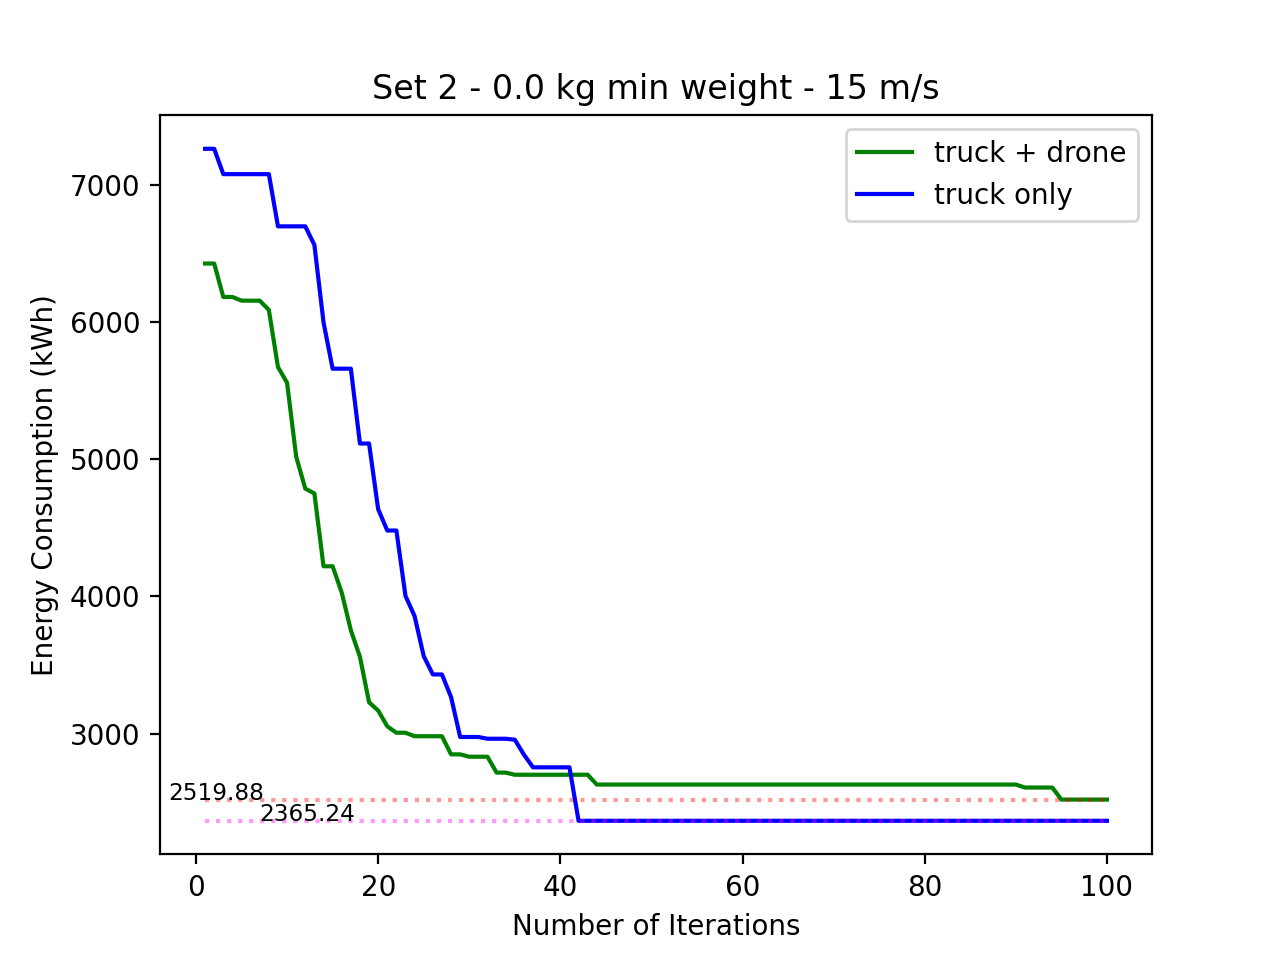 Set 2 - 0.0 kg min weight - 15 m/s
truck + drone
truck only
Energy Consumption (kWh)
7000
6000
5000
4000
3000
2519.88
2365.24
0 20 40 60 80 100
Number of Iterations